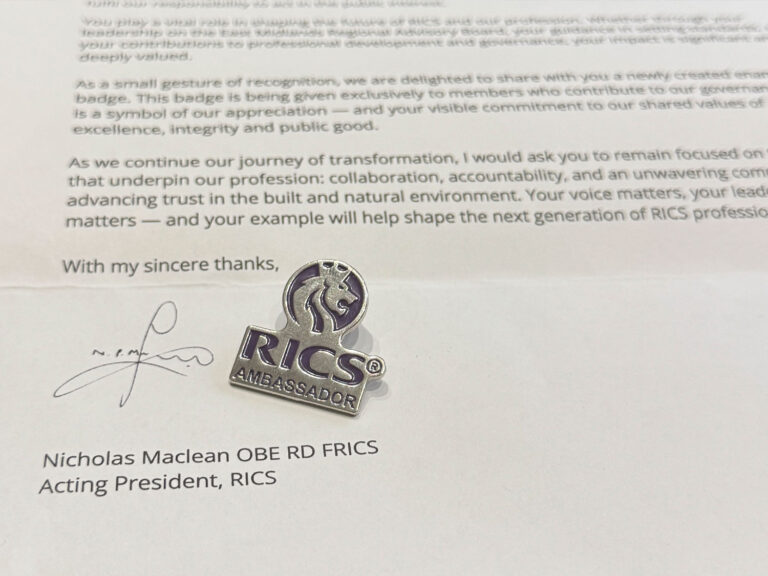 You play a vital role in shaping the future of RICS and our profession. Whether through your
leadership on the East Midlands Regional Advisory Board, your guidance in setting standards,
your contributions to professional development and governance, your impact is significant an
deeply valued.
As a small gesture of recognition, we are delighted to share with you a newly created enam
badge. This badge is being given exclusively to members who contribute to our governan
is a symbol of our appreciation — and your visible commitment to our shared values of
excellence, integrity and public good.
As we continue our journey of transformation, I would ask you to remain focused on
that underpin our profession: collaboration, accountability, and an unwavering com
advancing trust in the built and natural environment. Your voice matters, your lead
matters — and your example will help shape the next generation of RICS professio
With my sincere thanks,
RICS®
AMBASSADOR
Nicholas Maclean OBE RD FRICS
Acting President, RICS